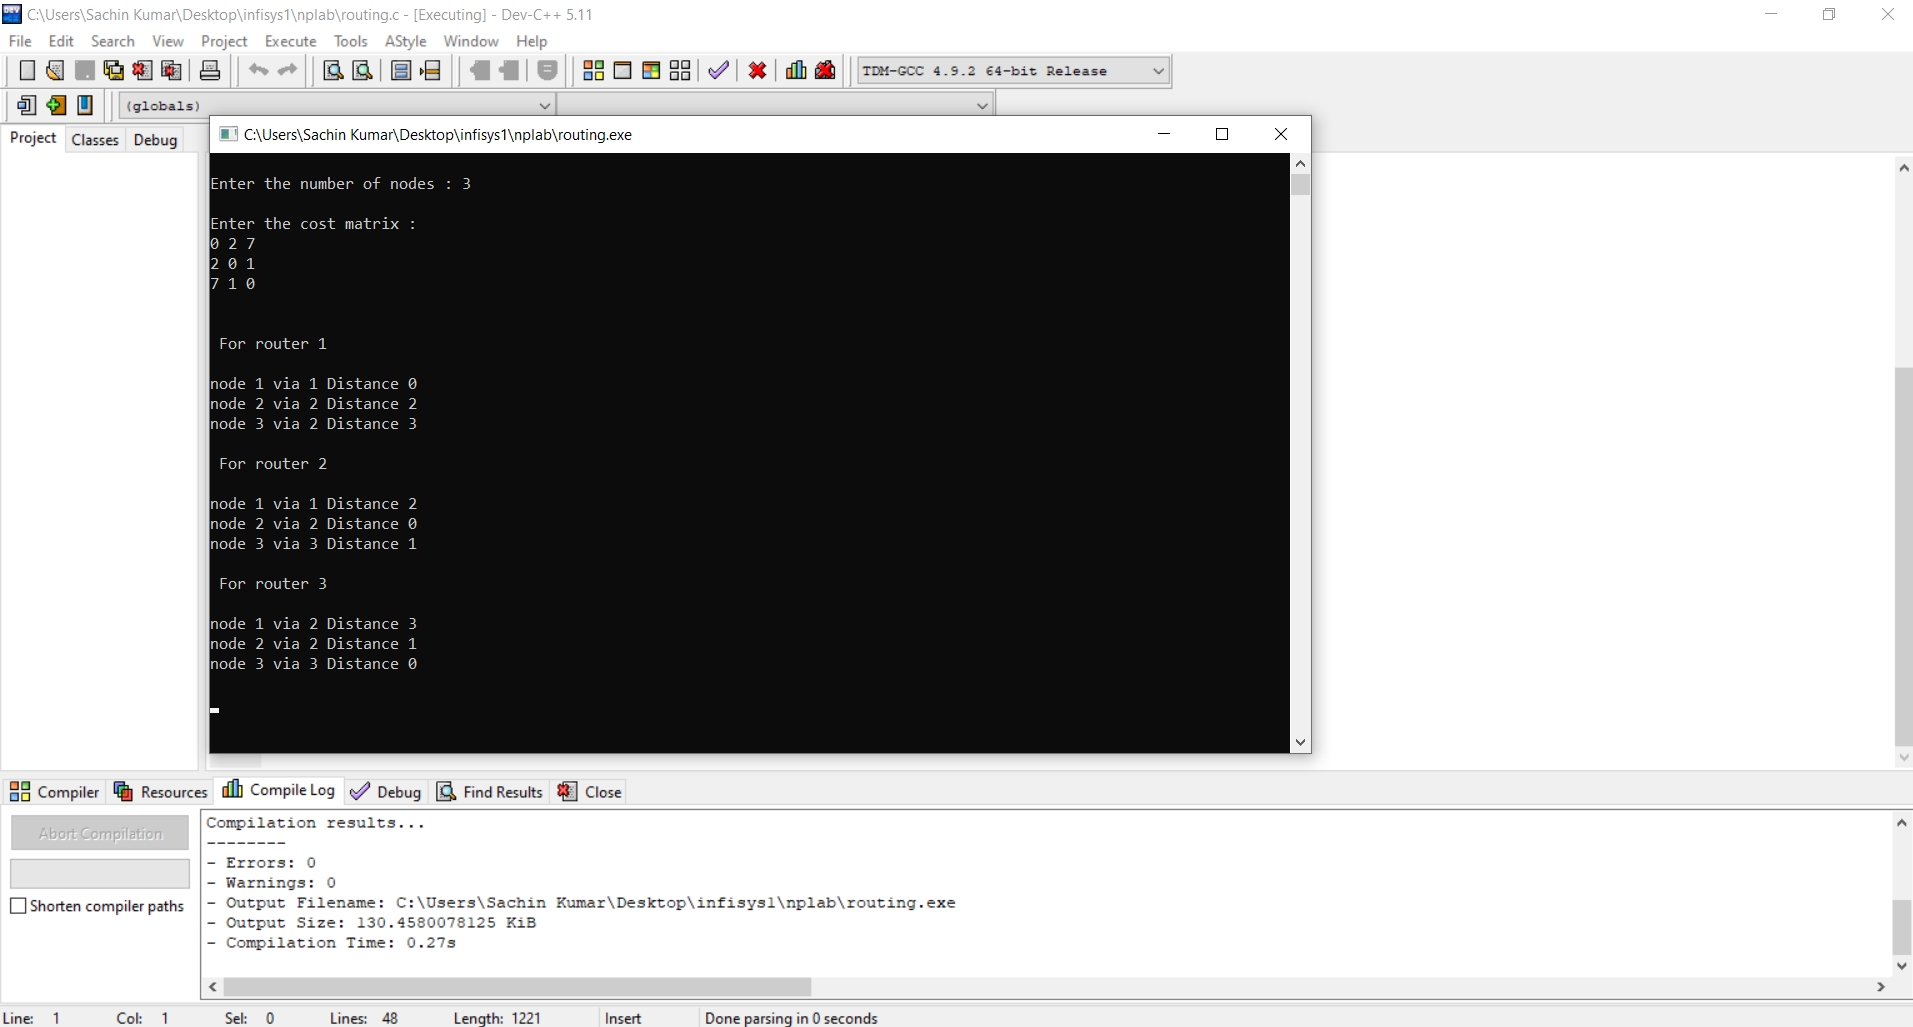 C:\Users\Sachin Kumar\Desktop\infisys1\nplab\routing.c - [Executing] - Dev-C++ 5.11
File Edit Search View Project Execute Tools AStyle Window Help
TDM-GCC 4.9.2 64-bit Release
(globals)
Project Classes Debug
C:\Users\Sachin Kumar\Desktop\infisys1\nplab\routing.exe
Enter the number of nodes : 3
Enter the cost matrix :
0 2 7
2 0 1
7 1 0
For router 1
node 1 via 1 Distance 0
node 2 via 2 Distance 2
node 3 via 2 Distance 3
For router 2
node 1 via 1 Distance 2
node 2 via 2 Distance 0
node 3 via 3 Distance 1
For router 3
node 1 via 2 Distance 3
node 2 via 2 Distance 1
node 3 via 3 Distance 0
Compiler Resources Compile Log Debug Find Results Close
Abort Compilation
Shorten compiler paths
Compilation results...
--------
- Errors: 0
- Warnings: 0
- Output Filename: C:\Users\Sachin Kumar\Desktop\infisys1\nplab\routing.exe
- Output Size: 130.4580078125 KiB
- Compilation Time: 0.27s
Line: 1 Col: 1 Sel: 0 Lines: 48 Length: 1221 Insert Done parsing in 0 seconds